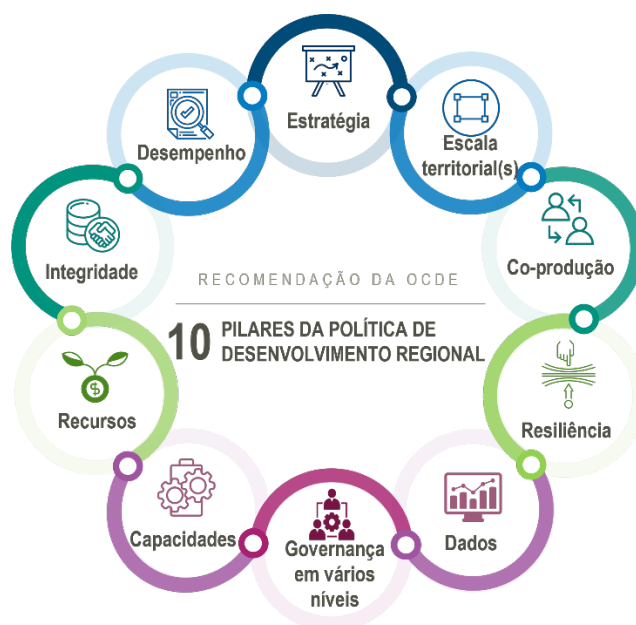 Estratégia
Escala
territorial(s)
Co-produção
Resiliência
Dados
Governança
em vários
níveis
Capacidades
Recursos
$
Integridade
Desempenho
RECOMENDAÇÃO DA OCDE
10 PILARES DA POLÍTICA DE
DESENVOLVIMENTO REGIONAL